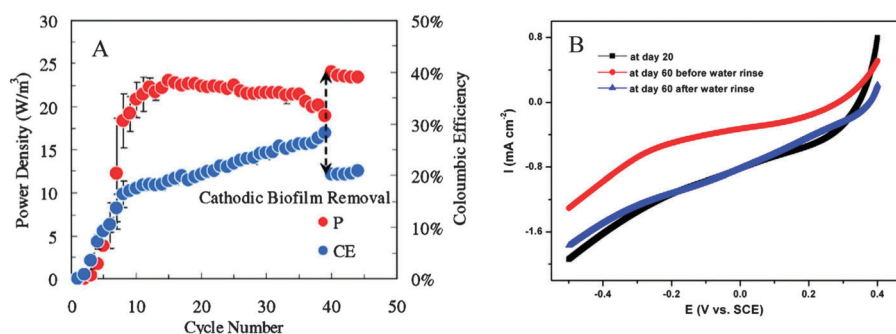 A
Power Density (W/m³)
30
25
20
15
10
5
0
50%
40%
30%
20%
10%
0%
Coloumbic Efficiency
Cathodic Biofilm Removal
P
CE
0 10 20 30 40 50
Cycle Number
B
at day 20
at day 60 before water rinse
at day 60 after water rinse
I (mA cm⁻²)
0.8
0.0
-0.8
-1.6
-0.4 -0.2 0.0 0.2 0.4
E (V vs. SCE)